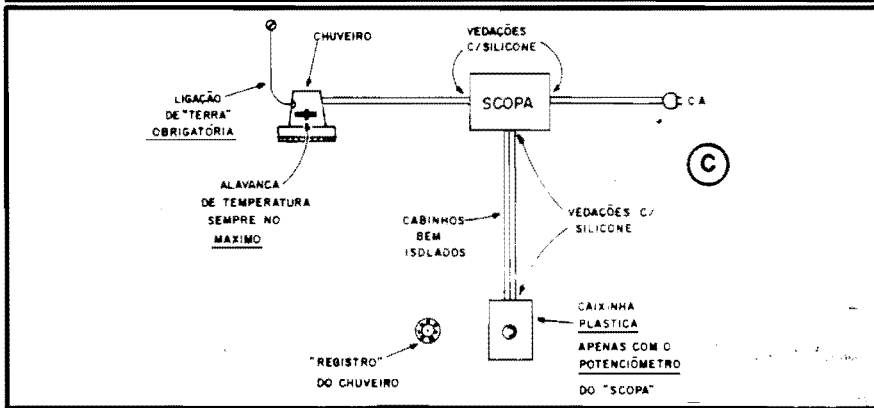 CHUVEIRO
VEDAÇÕES
C/SILICONE
LIGAÇÃO
DE "TERRA"
OBRIGATÓRIA
SCOPA
C A
C
ALAVANCA
DE TEMPERATURA
SEMPRE NO
MAXIMO
CABINHOS
BEM
ISOLADOS
VEDAÇÕES C/
SILICONE
"REGISTRO"
DO CHUVEIRO
CAIXINHA
PLASTICA
APENAS COM O
POTENCIÔMETRO
DO "SCOPA"